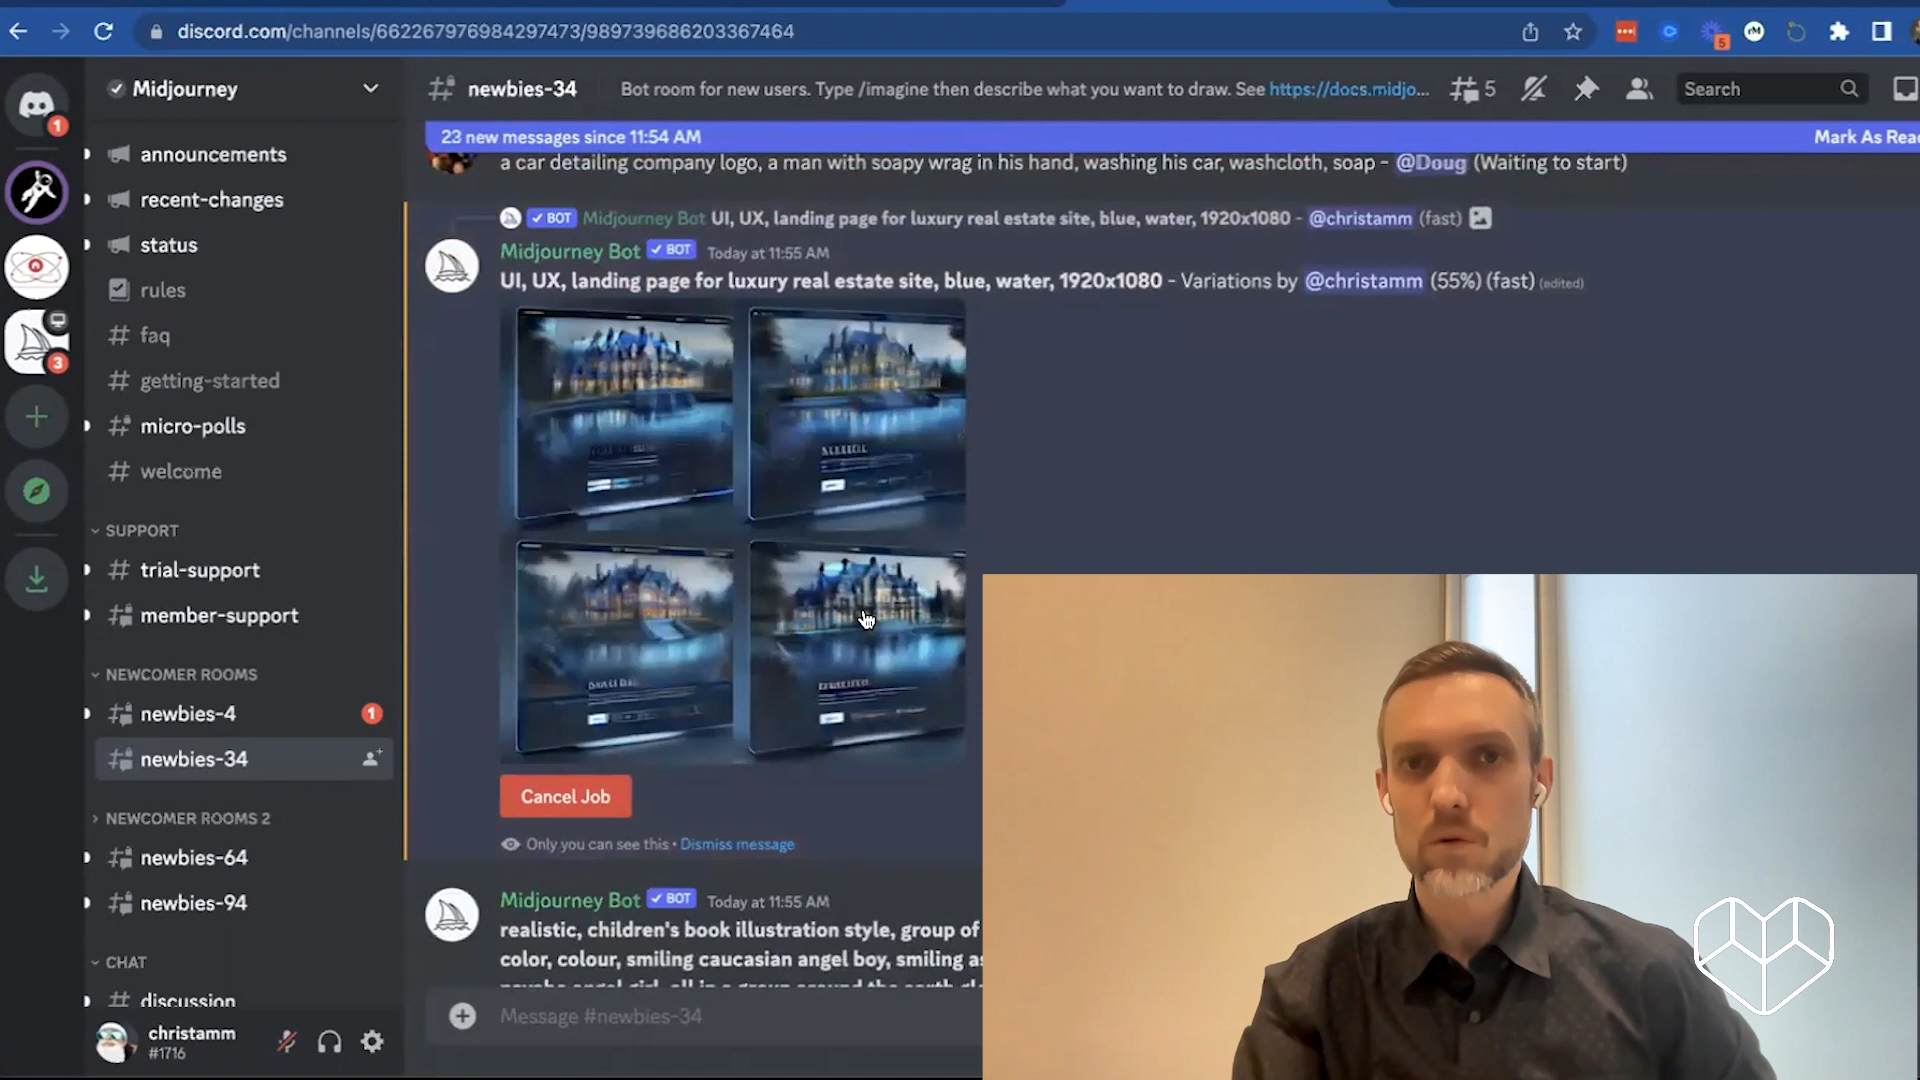 discord.com/channels/662267976984297473/989739686203367464
5
1
3
Midjourney
announcements
recent-changes
status
rules
faq
getting-started
micro-polls
welcome
SUPPORT
trial-support
member-support
NEWCOMER ROOMS
newbies-4
1
newbies-34
NEWCOMER ROOMS 2
newbies-64
newbies-94
CHAT
discussion
christamm
#1716
newbies-34
Bot room for new users. Type /imagine then describe what you want to draw. See https://docs.midjo...
5
Search
23 new messages since 11:54 AM
Mark As Rea
a car detailing company logo, a man with soapy wrag in his hand, washing his car, washcloth, soap - @Doug (Waiting to start)
BOT Midjourney Bot UI, UX, landing page for luxury real estate site, blue, water, 1920x1080 - @christamm (fast)
Midjourney Bot BOT Today at 11:55 AM
UI, UX, landing page for luxury real estate site, blue, water, 1920x1080 - Variations by @christamm (55%) (fast) (edited)
Cancel Job
Only you can see this • Dismiss message
Midjourney Bot BOT Today at 11:55 AM
realistic, children's book illustration style, group of
color, colour, smiling caucasian angel boy, smiling as
Message #newbies-34